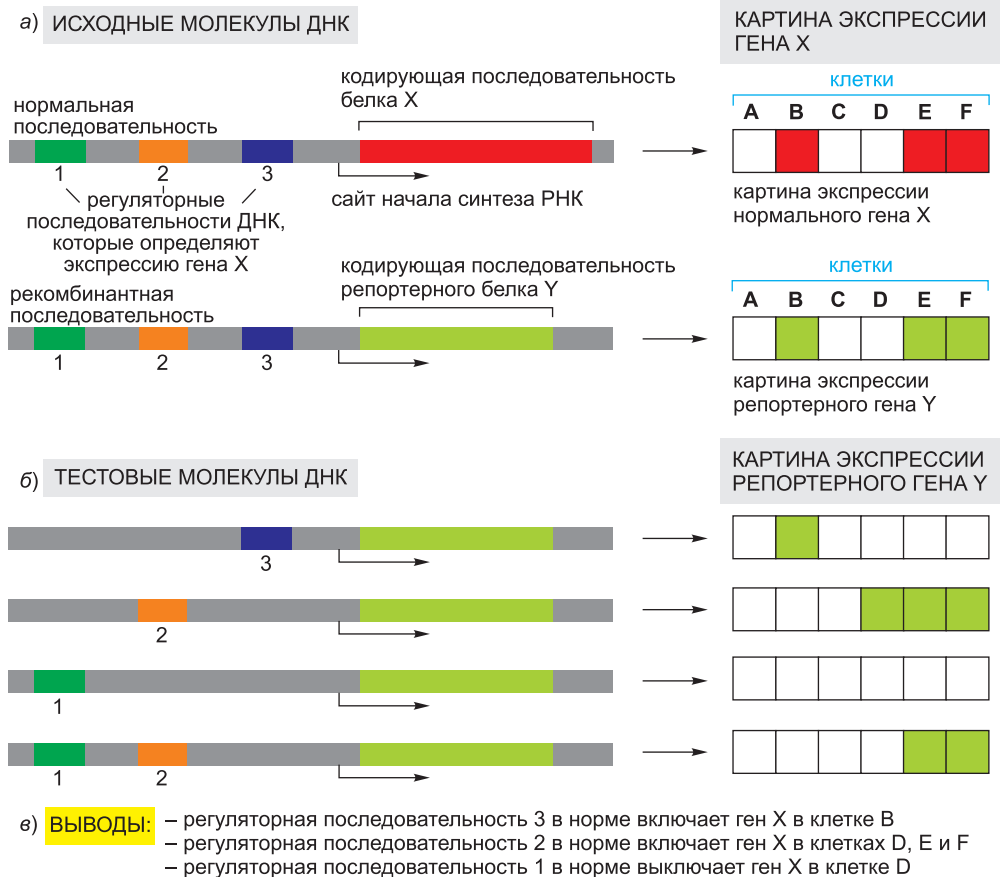 а) ИСХОДНЫЕ МОЛЕКУЛЫ ДНК
КАРТИНА ЭКСПРЕССИИ
ГЕНА X
нормальная
последовательность
кодирующая последовательность
белка X
клетки
A B C D E F
1 2 3
сайт начала синтеза РНК
регуляторные
последовательности ДНК,
которые определяют
экспрессию гена X
картина экспрессии
нормального гена X
рекомбинантная
последовательность
кодирующая последовательность
репортерного белка Y
клетки
A B C D E F
1 2 3
картина экспрессии
репортерного гена Y
б) ТЕСТОВЫЕ МОЛЕКУЛЫ ДНК
КАРТИНА ЭКСПРЕССИИ
РЕПОРТЕРНОГО ГЕНА Y
3
2
1
1 2
в) ВЫВОДЫ: – регуляторная последовательность 3 в норме включает ген X в клетке B
– регуляторная последовательность 2 в норме включает ген X в клетках D, E и F
– регуляторная последовательность 1 в норме выключает ген X в клетке D